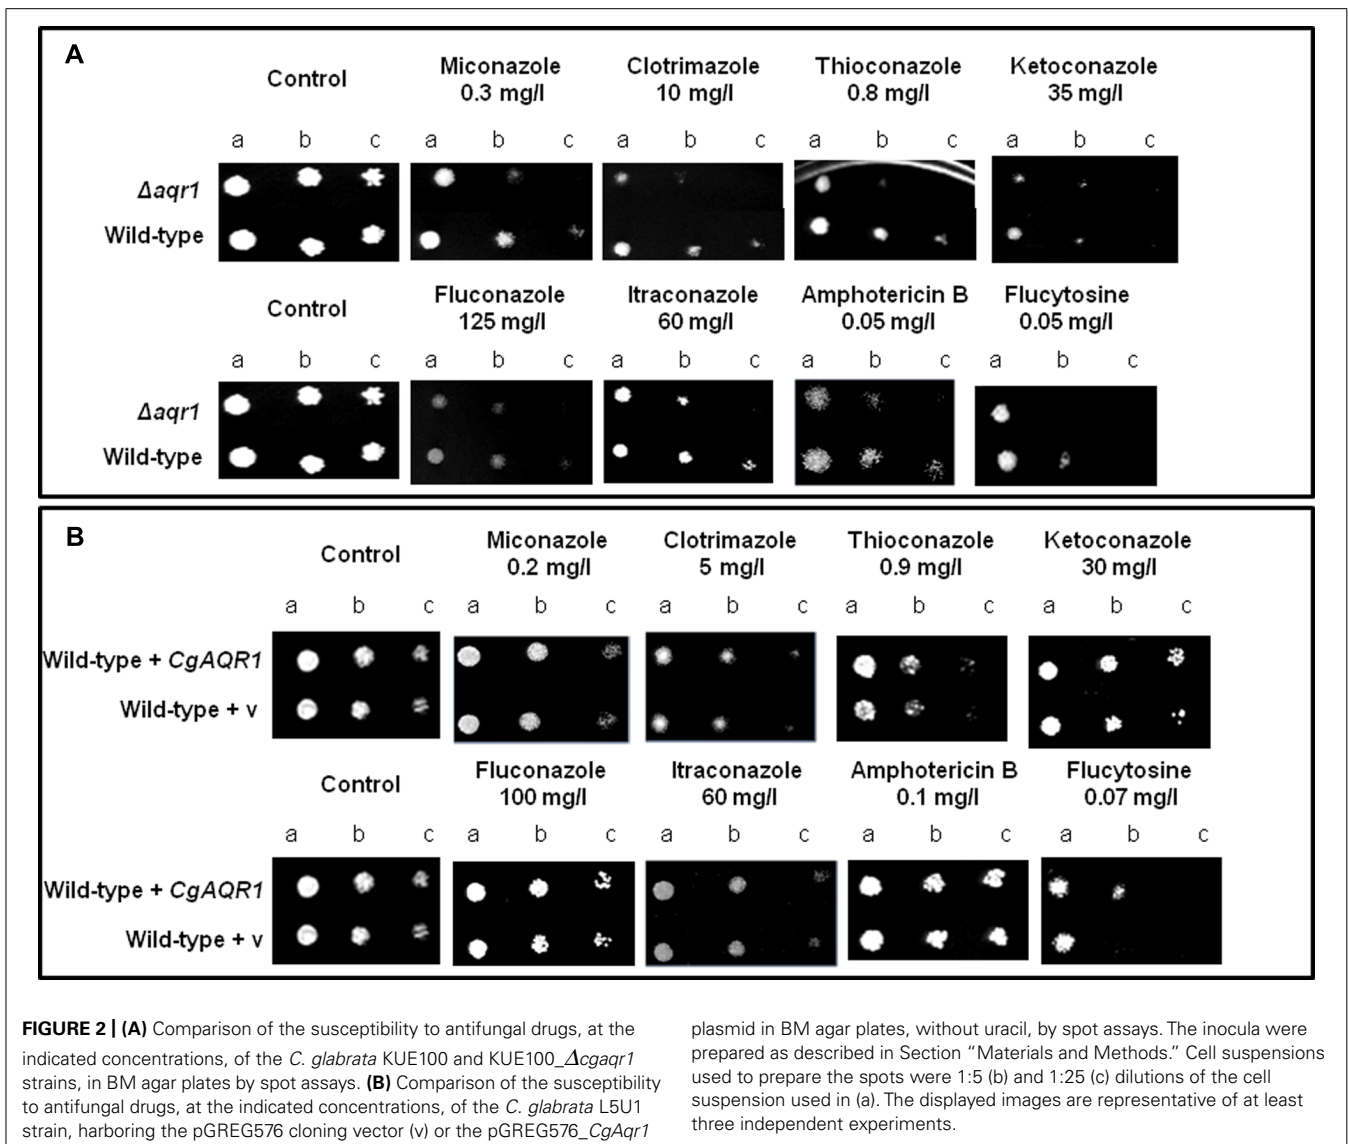 A
Control
Miconazole
0.3 mg/l
Clotrimazole
10 mg/l
Thioconazole
0.8 mg/l
Ketoconazole
35 mg/l
a b c a b c a b c a b c a b c
Δaqr1
Wild-type
Control
Fluconazole
125 mg/l
Itraconazole
60 mg/l
Amphotericin B
0.05 mg/l
Flucytosine
0.05 mg/l
a b c a b c a b c a b c a b c
Δaqr1
Wild-type
B
Control
Miconazole
0.2 mg/l
Clotrimazole
5 mg/l
Thioconazole
0.9 mg/l
Ketoconazole
30 mg/l
a b c a b c a b c a b c a b c
Wild-type + CgAQR1
Wild-type + v
Control
Fluconazole
100 mg/l
Itraconazole
60 mg/l
Amphotericin B
0.1 mg/l
Flucytosine
0.07 mg/l
a b c a b c a b c a b c a b c
Wild-type + CgAQR1
Wild-type + v
FIGURE 2 | (A) Comparison of the susceptibility to antifungal drugs, at the
indicated concentrations, of the C. glabrata KUE100 and KUE100_Δcgaqr1
strains, in BM agar plates by spot assays. (B) Comparison of the susceptibility
to antifungal drugs, at the indicated concentrations, of the C. glabrata L5U1
strain, harboring the pGREG576 cloning vector (v) or the pGREG576_CgAqr1
plasmid in BM agar plates, without uracil, by spot assays. The inocula were
prepared as described in Section “Materials and Methods.” Cell suspensions
used to prepare the spots were 1:5 (b) and 1:25 (c) dilutions of the cell
suspension used in (a). The displayed images are representative of at least
three independent experiments.